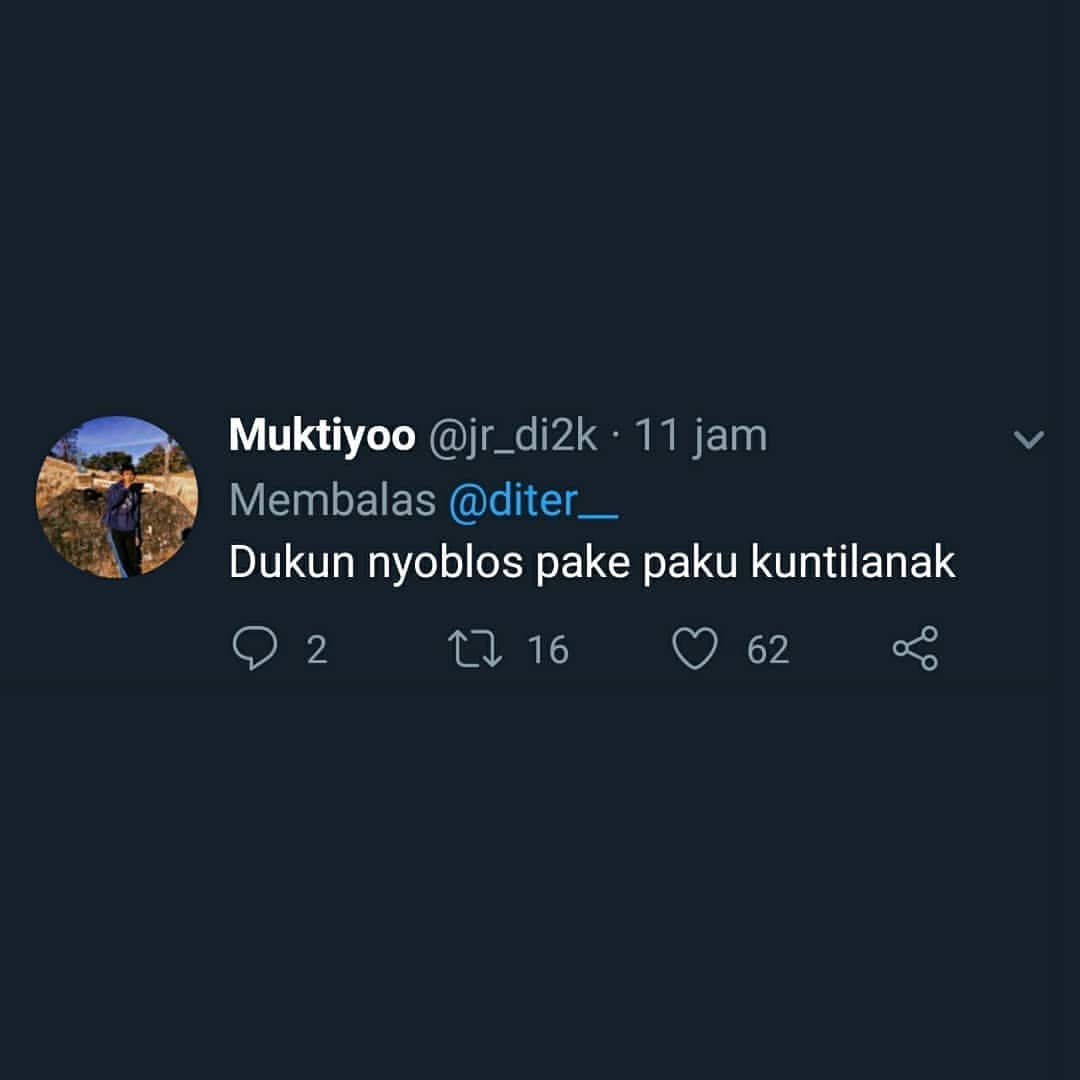 Muktiyoo @jr_di2k · 11 jam
Membalas @diter__
Dukun nyoblos pake paku kuntilanak
2 16 62